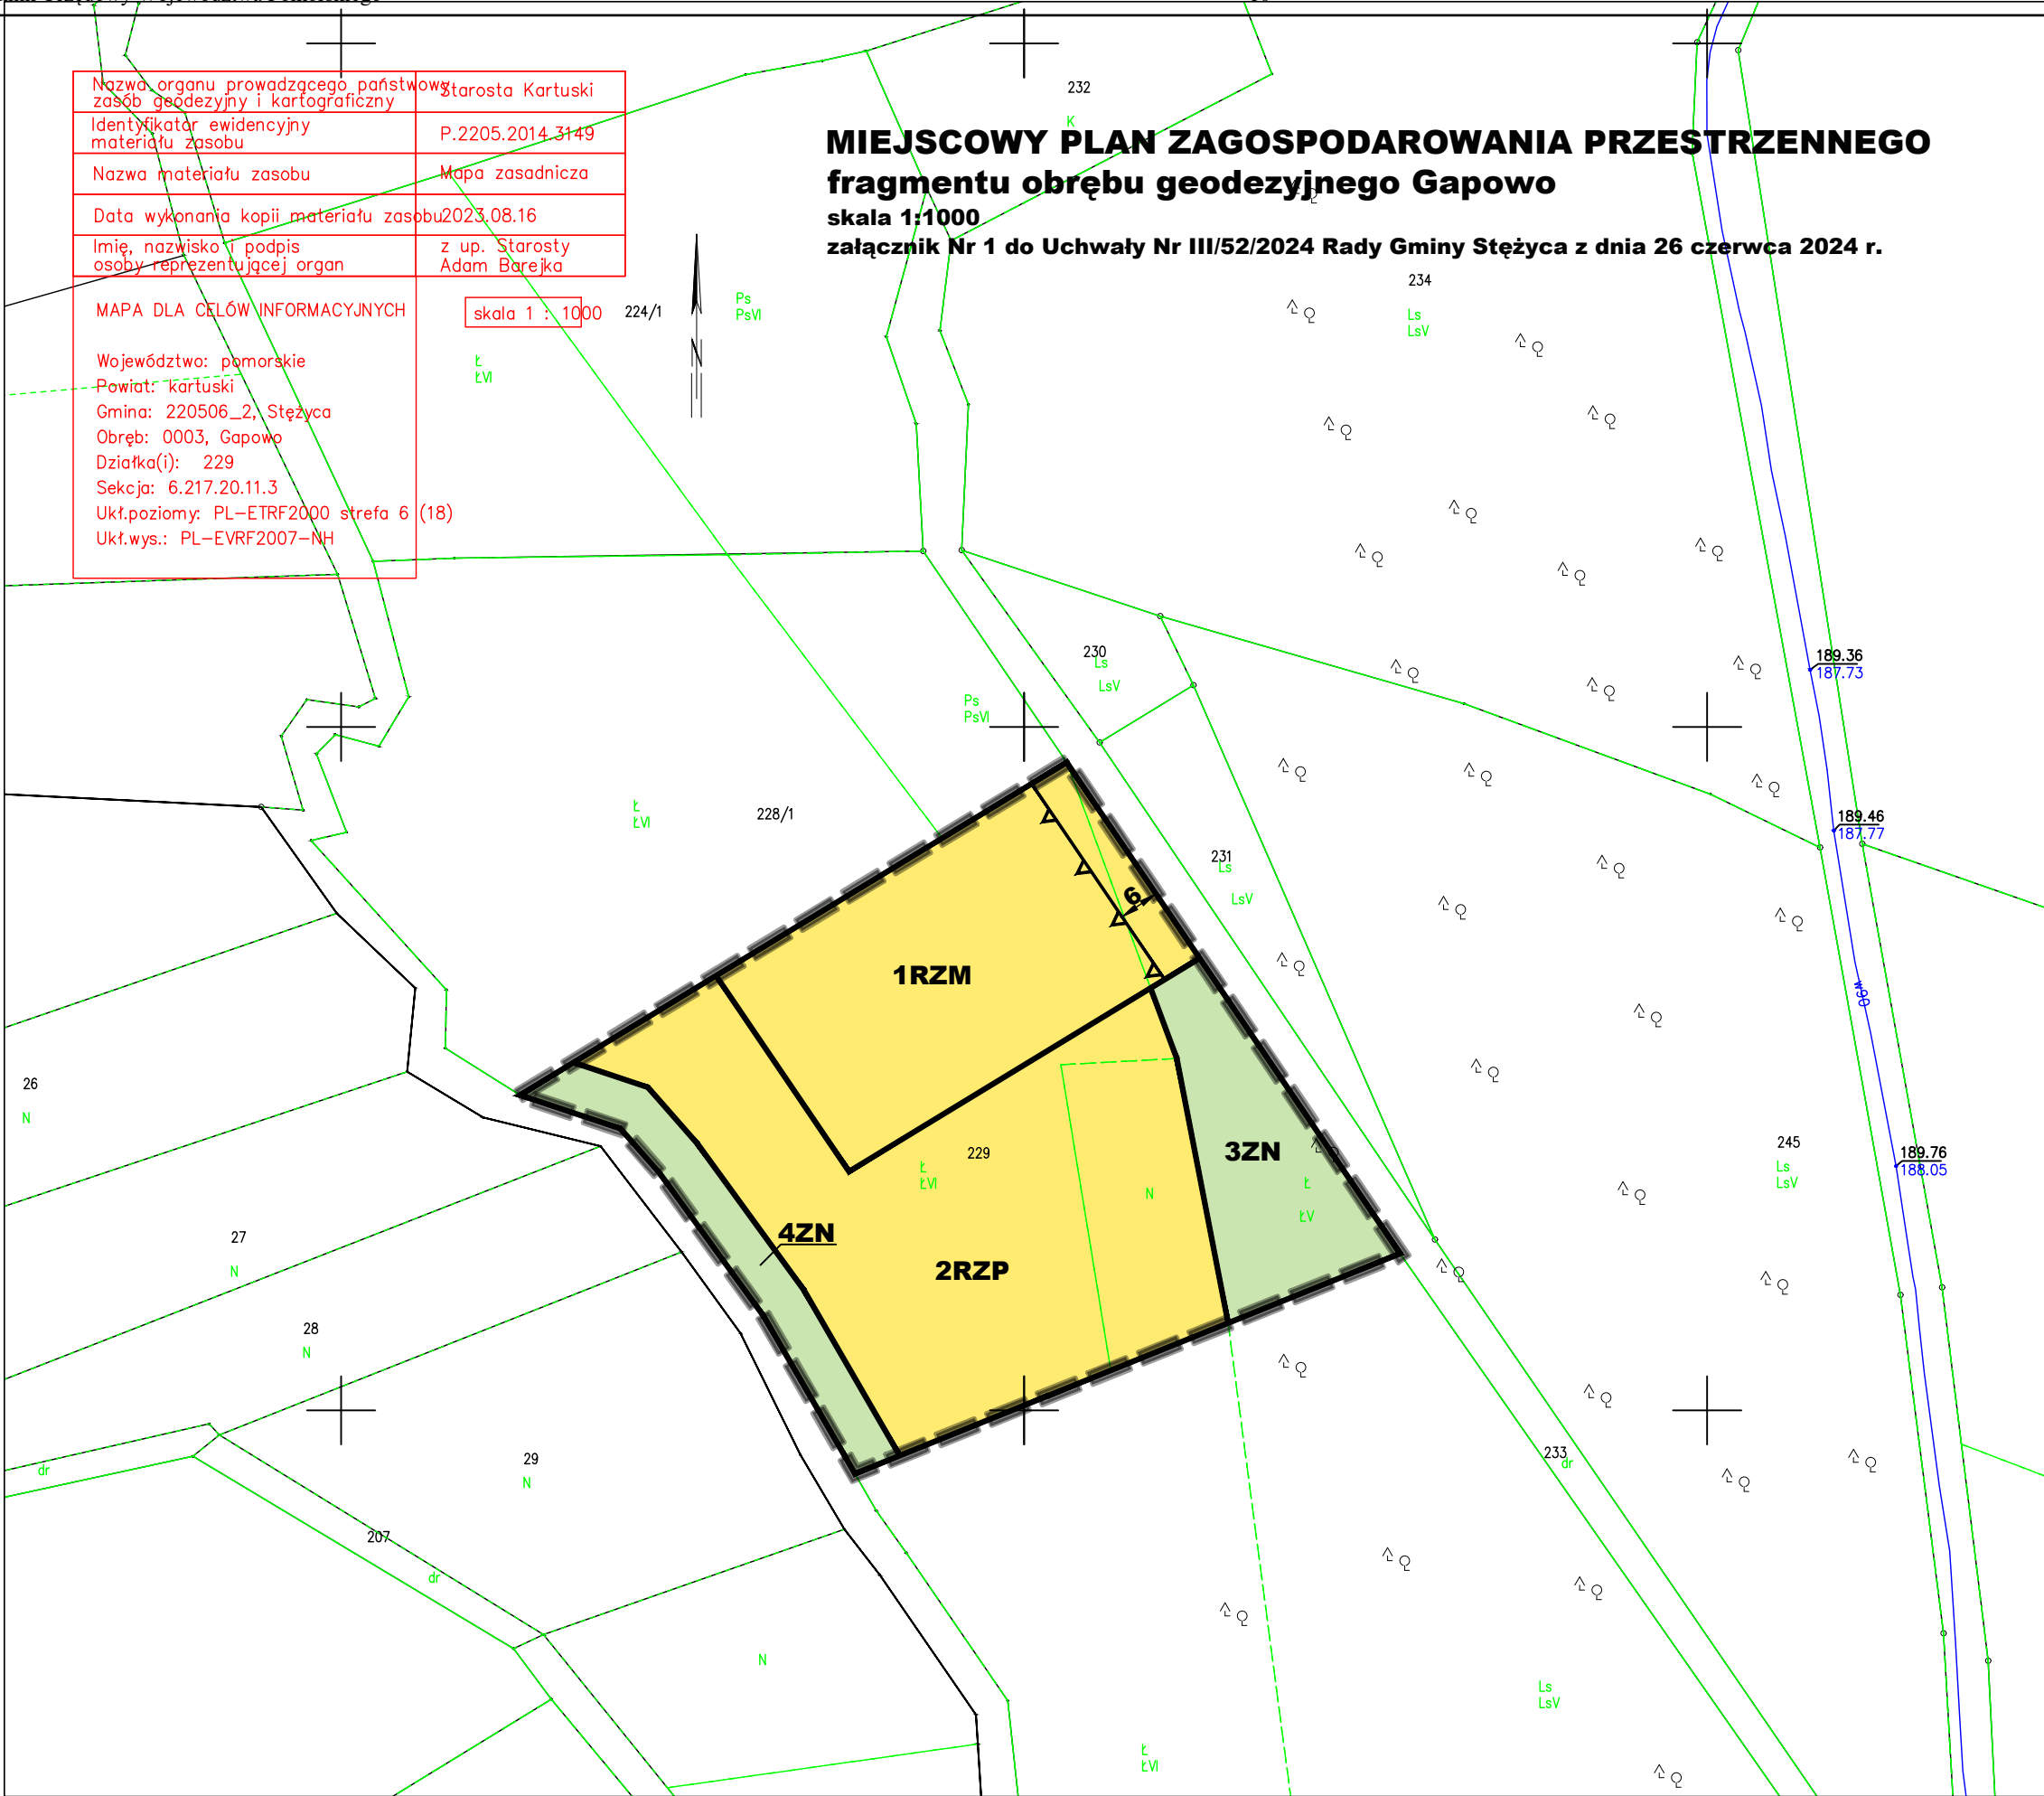 Nazwa organu prowadzącego państwowy
zasób geodezyjny i kartograficzny
Starosta Kartuski
Identyfikator ewidencyjny
materiału zasobu
P.2205.2014.3149
Nazwa materiału zasobu
Mapa zasadnicza
Data wykonania kopii materiału zasobu
2023.08.16
Imię, nazwisko i podpis
osoby reprezentującej organ
z up. Starosty
Adam Barejka
MAPA DLA CELÓW INFORMACYJNYCH
skala 1 : 1000
Województwo: pomorskie
Powiat: kartuski
Gmina: 220506_2, Stężyca
Obręb: 0003, Gapowo
Działka(i): 229
Sekcja: 6.217.20.11.3
Ukł.poziomy: PL-ETRF2000 strefa 6 (18)
Ukł.wys.: PL-EVRF2007-NH
232
K
MIEJSCOWY PLAN ZAGOSPODAROWANIA PRZESTRZENNEGO
fragmentu obrębu geodezyjnego Gapowo
skala 1:1000
załącznik Nr 1 do Uchwały Nr III/52/2024 Rady Gminy Stężyca z dnia 26 czerwca 2024 r.
224/1
N
Ps
PsVI
Ł
ŁVI
234
Ls
LsV
230
Ls
LsV
Ps
PsVI
189.36
187.73
Ł
ŁVI
228/1
189.46
187.77
231
Ls
LsV
6
1RZM
w90
26
N
229
Ł
ŁVI
N
3ZN
Ł
ŁV
245
Ls
LsV
189.76
188.05
27
N
4ZN
2RZP
28
N
dr
29
N
233
dr
207
dr
N
Ls
LsV
Ł
ŁVI